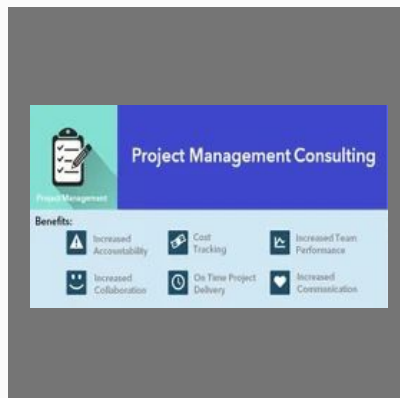 Project Management Consulting
Project Management
Benefits:
Increased
Accountability
Cost
Tracking
Increased Team
Performance
Increased
Collaboration
On Time Project
Delivery
Increased
Communication